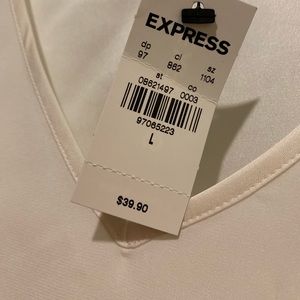 EXPRESS
dp cl sz
97 862 1104
st co
08621497 0003
97065223
L
$39.90